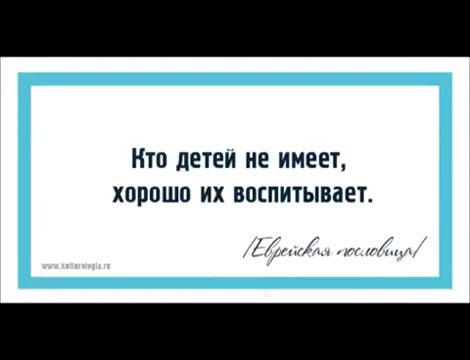 Кто детей не имеет,
хорошо их воспитывает.
/Еврейская пословица/
www.kulturologia.ru